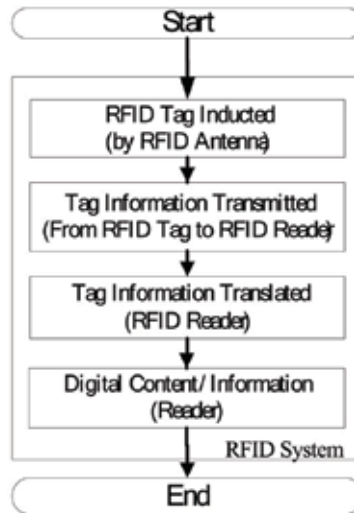 Start
RFID Tag Inducted
(by RFID Antenna)
Tag Information Transmitted
(From RFID Tag to RFID Reader
Tag Information Translated
(RFID Reader)
Digital Content/ Information
(Reader)
RFID System
End